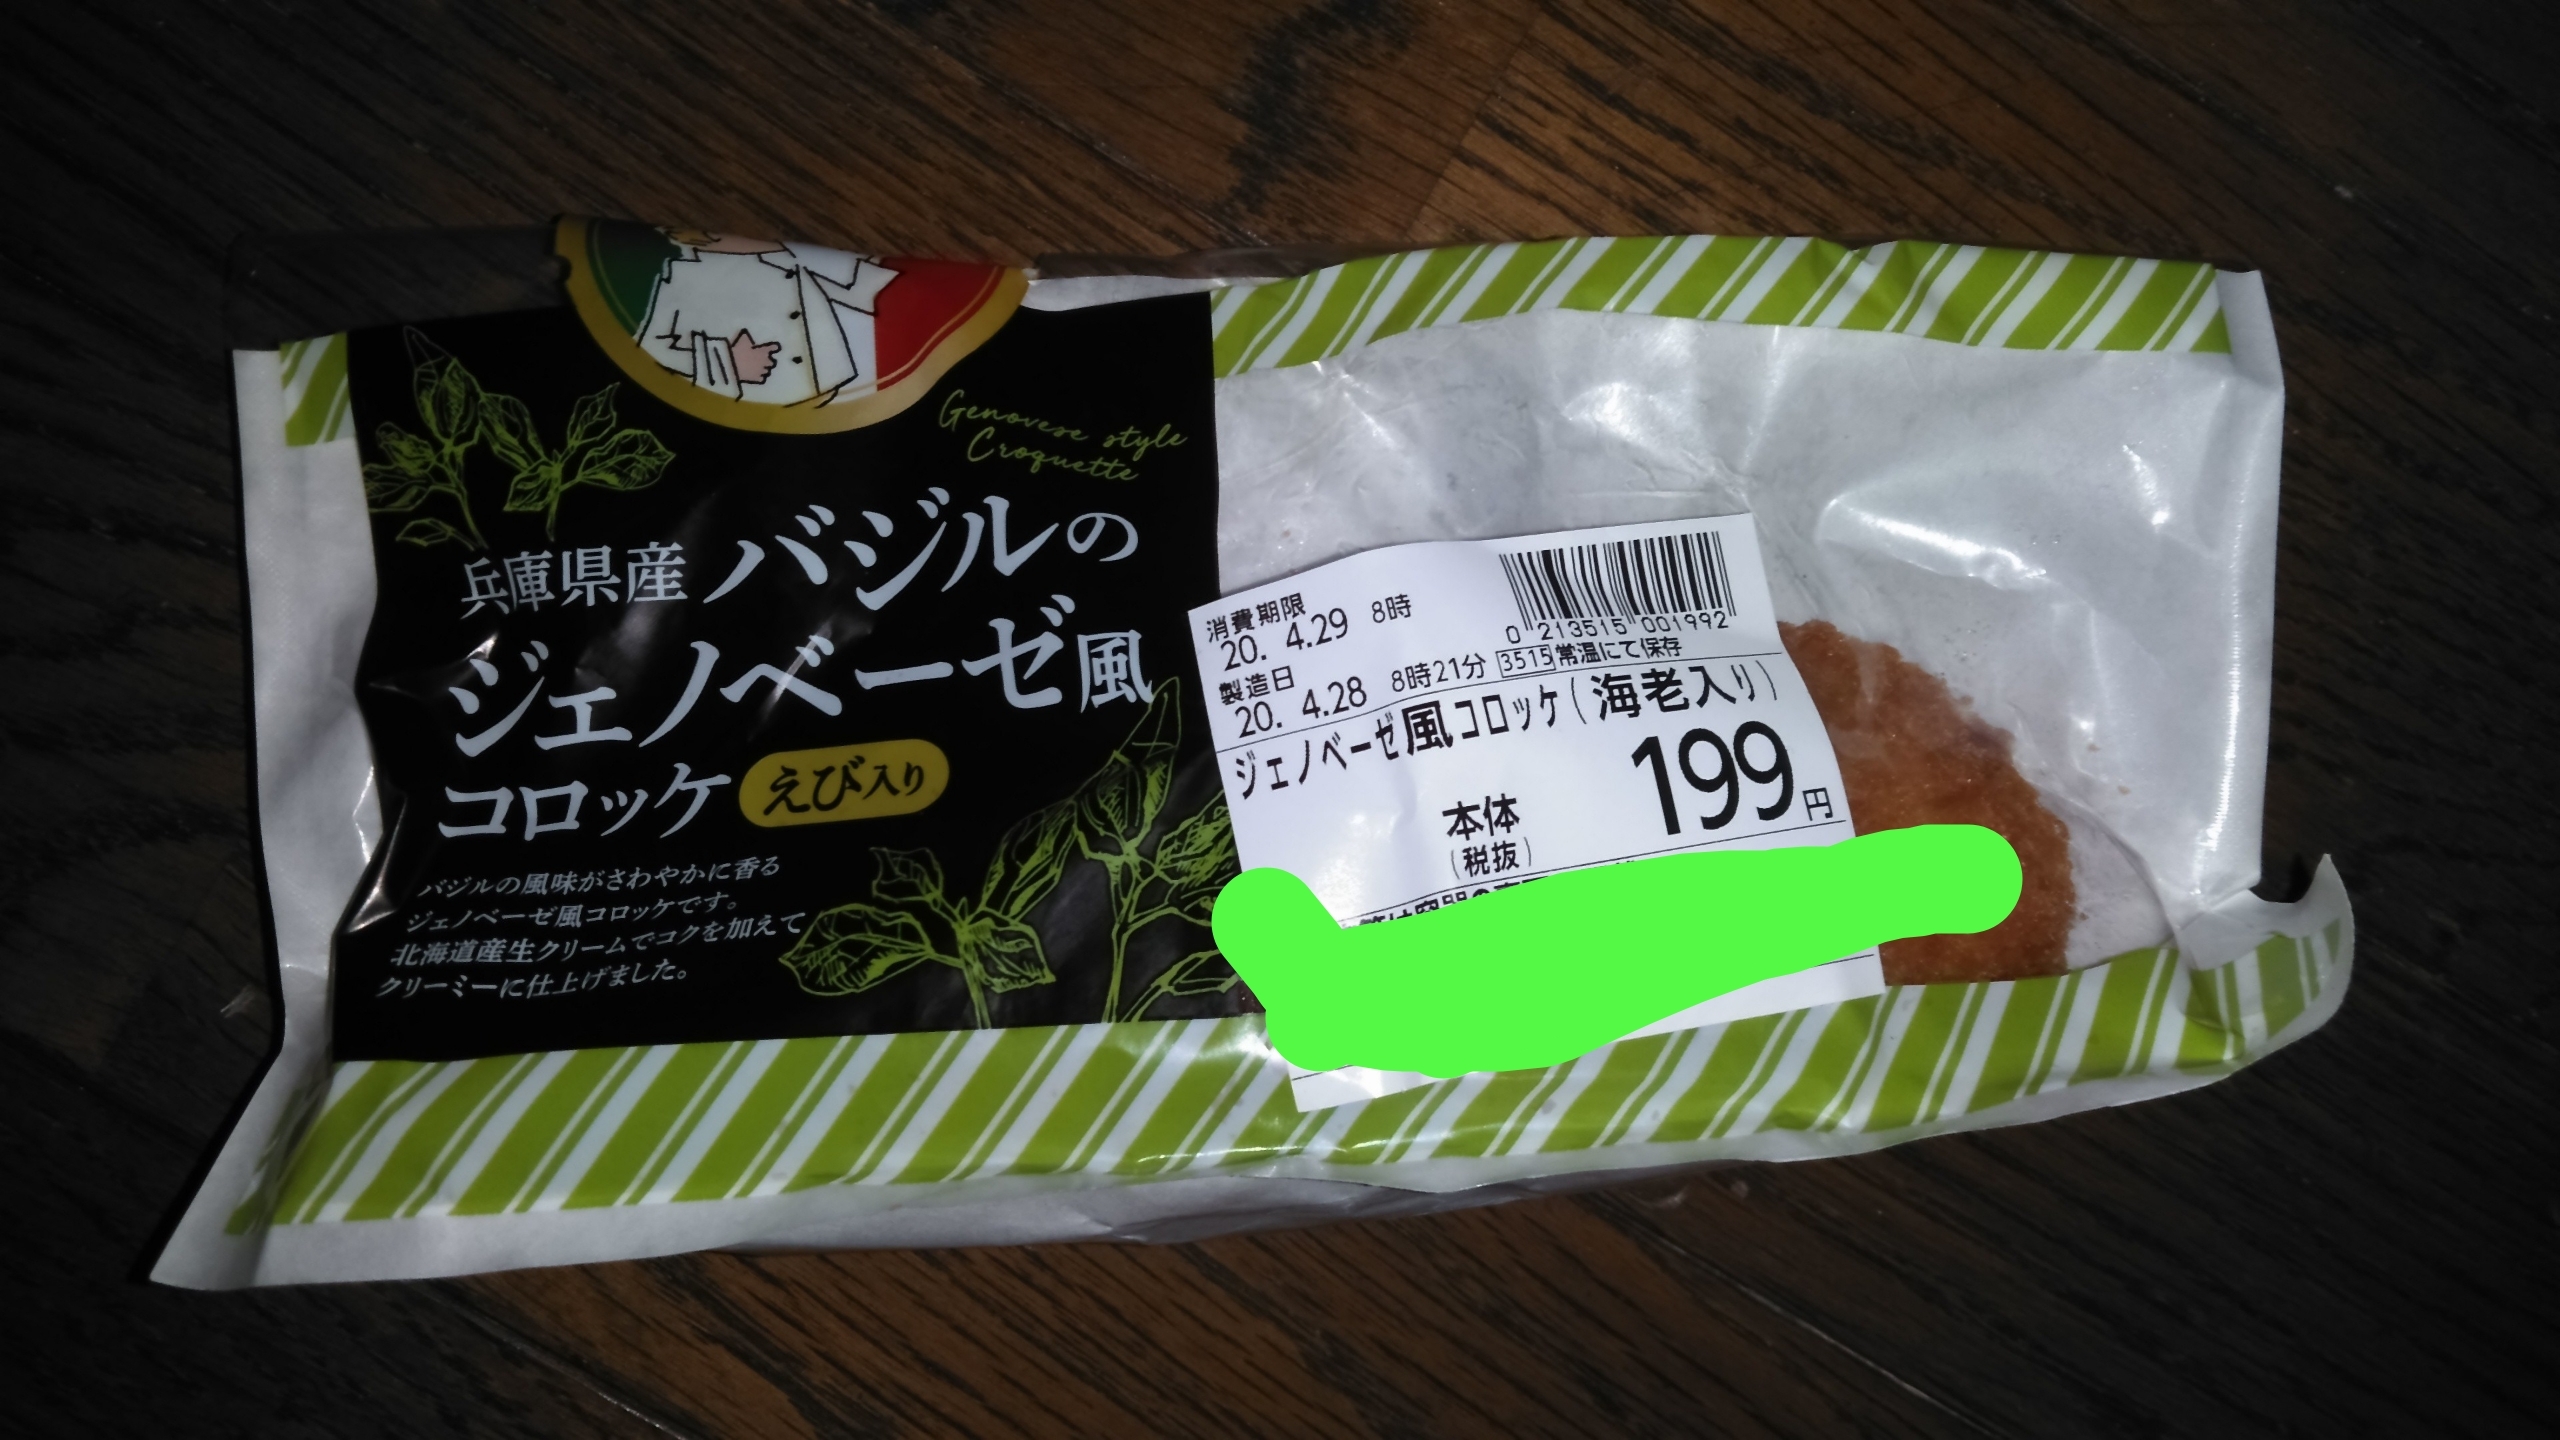 Genovese style
Croquette
兵庫県産バジルの
ジェノベーゼ風
コロッケ えび入り
バジルの風味がさわやかに香る
ジェノベーゼ風コロッケです。
北海道産生クリームでコクを加えて
クリーミーに仕上げました。
消費期限
20. 4.29 8時
製造日
20. 4.28 8時21分
0 213515 001992
3515 常温にて保存
ジェノベーゼ風コロッケ(海老入り)
本体
(税抜)
199円